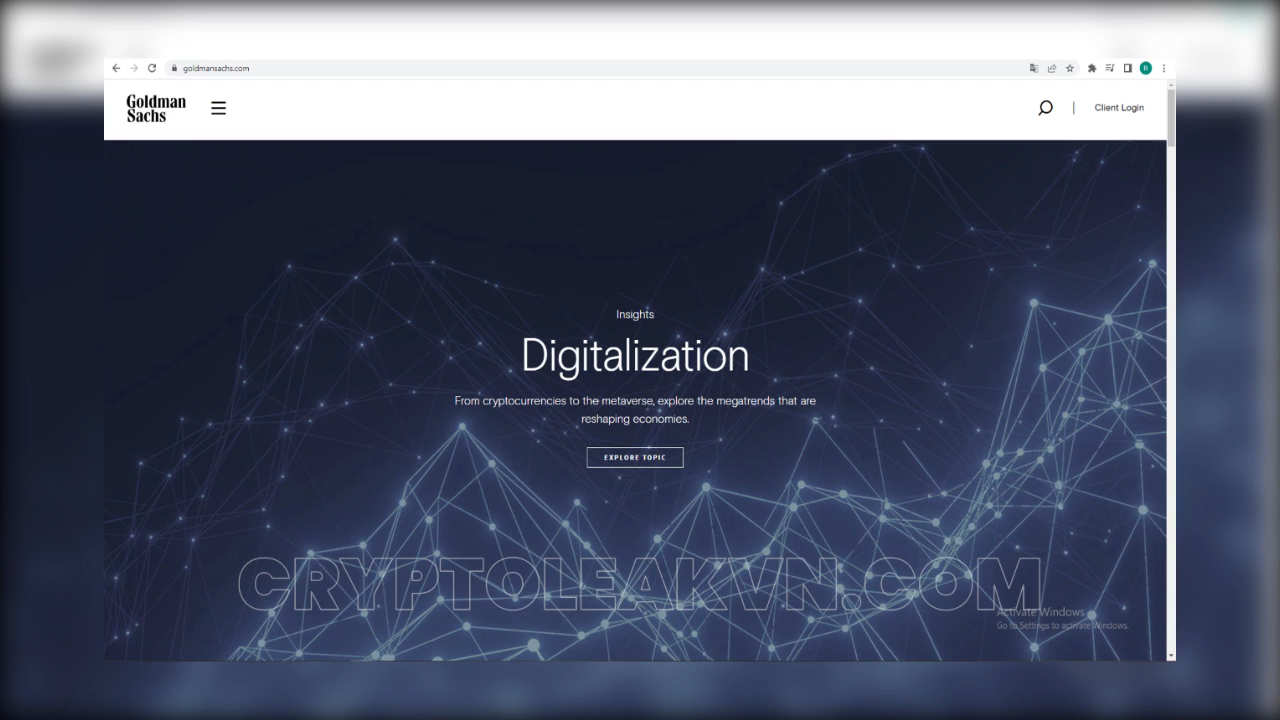 goldmansachs.com
R
Goldman
Sachs
Client Login
Insights
Digitalization
From cryptocurrencies to the metaverse, explore the megatrends that are
reshaping economies.
EXPLORE TOPIC
CRYPTOLEAKVN.COM
Activate Windows
Go to Settings to activate Windows.